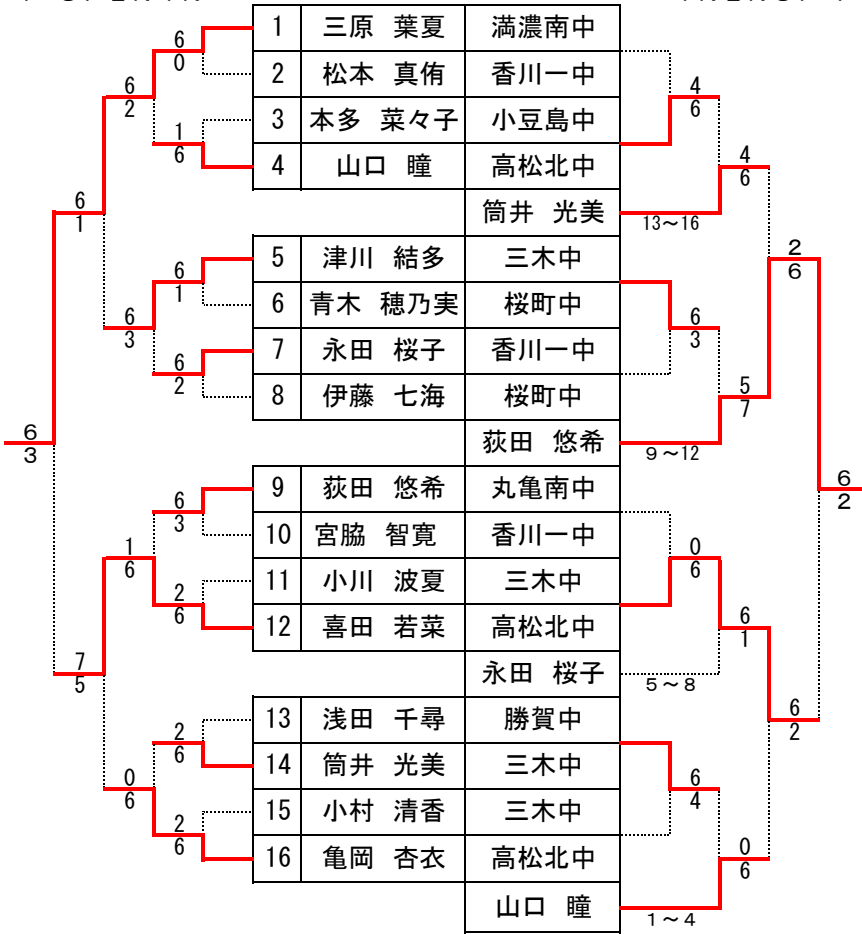 1 三原 葉夏 満濃南中
6
0
2 松本 真侑 香川一中
6
2
4
6
3 本多 菜々子 小豆島中
1
6
4 山口 瞳 高松北中
4
6
6
1
筒井 光美
13～16
5 津川 結多 三木中
6
1
2
6
6 青木 穂乃実 桜町中
6
3
6
3
7 永田 桜子 香川一中
6
2
8 伊藤 七海 桜町中
5
7
6
3
荻田 悠希
9～12
9 荻田 悠希 丸亀南中
6
3
6
2
10 宮脇 智寛 香川一中
1
6
0
6
11 小川 波夏 三木中
2
6
12 喜田 若菜 高松北中
6
1
7
5
永田 桜子
5～8
13 浅田 千尋 勝賀中
2
6
6
2
14 筒井 光美 三木中
0
6
6
4
15 小村 清香 三木中
2
6
16 亀岡 杏衣 高松北中
0
6
山口 瞳
1～4